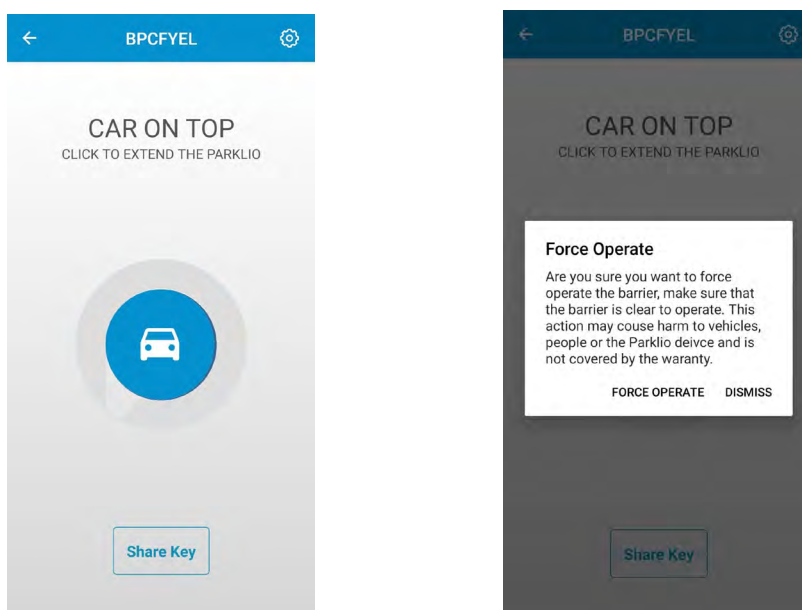 BPCFYEL
CAR ON TOP
CLICK TO EXTEND THE PARKLIO
Share Key
BPCFYEL
CAR ON TOP
CLICK TO EXTEND THE PARKLIO
Force Operate
Are you sure you want to force
operate the barrier, make sure that
the barrier is clear to operate. This
action may couse harm to vehicles,
people or the Parklio deivce and is
not covered by the waranty.
FORCE OPERATE DISMISS
Share Key